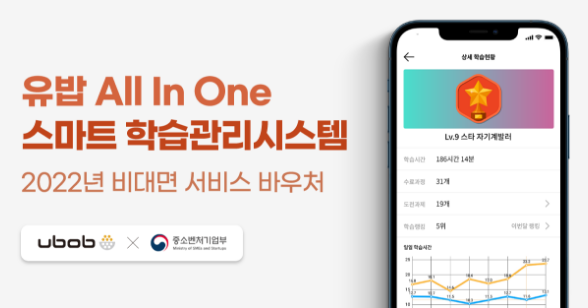 유밥 All In One
스마트 학습관리시스템
2022년 비대면 서비스 바우처
ubob × 중소벤처기업부
Ministry of SMEs and Startups
상세 학습현황
Lv.9 스타 자기계발러
학습시간 186시간 14분
수료과정 31개
도전과제 19개
학습랭킹 5위 이번달 랭킹
일별 학습시간